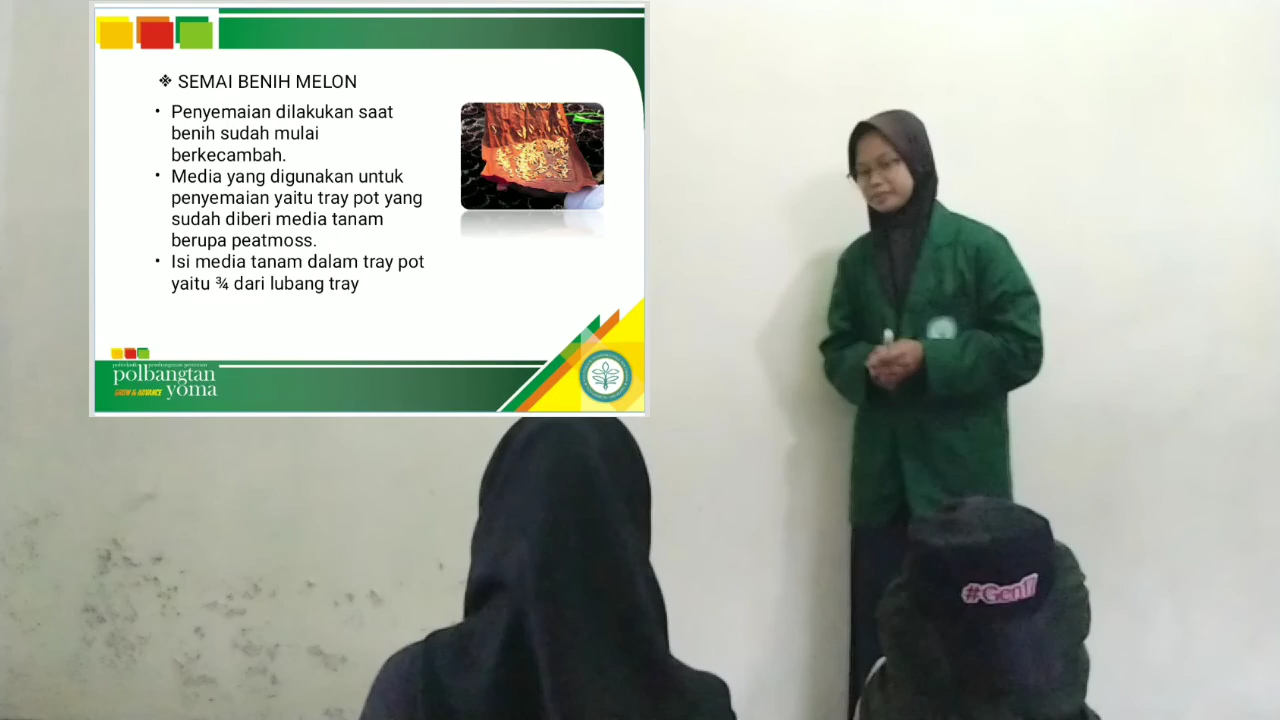 ❖ SEMAI BENIH MELON
• Penyemaian dilakukan saat
benih sudah mulai
berkecambah.
• Media yang digunakan untuk
penyemaian yaitu tray pot yang
sudah diberi media tanam
berupa peatmoss.
• Isi media tanam dalam tray pot
yaitu ¾ dari lubang tray
polbangtan
GROW & ADVANCE yoma
#Gen17